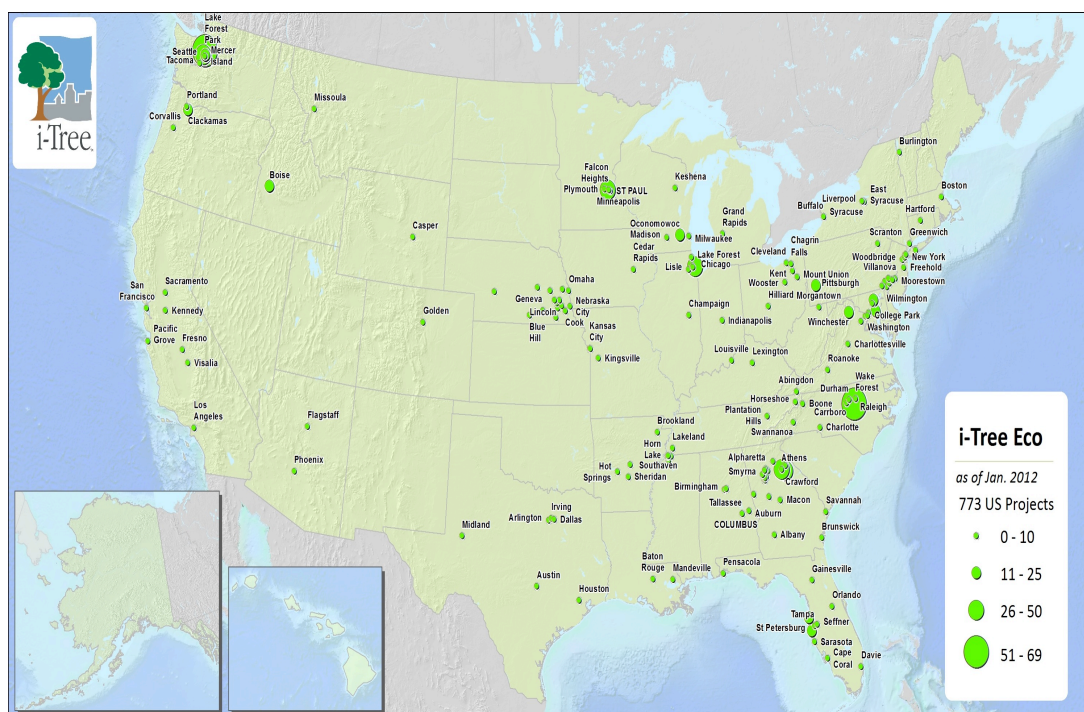 Lake
Forest
Park
Seattle
Mercer
Tacoma
Island
Portland
Clackamas
Corvallis
Missoula
Boise
Casper
Golden
Falcon
Heights
Plymouth
ST PAUL
Minneapolis
Keshena
Oconomowoc
Madison
Milwaukee
Cedar
Rapids
Grand
Rapids
Lake Forest
Chicago
Lisle
Omaha
Geneva
Lincoln
Nebraska
City
Cook
Blue
Hill
Kansas
City
Kingsville
Champaign
Indianapolis
Louisville
Lexington
Cleveland
Chagrin
Falls
Kent
Wooster
Mount Union
Pittsburgh
Hilliard
Morgantown
Winchester
Burlington
Boston
East
Syracuse
Liverpool
Syracuse
Buffalo
Hartford
Scranton
Greenwich
Woodbridge
New York
Villanova
Freehold
Moorestown
Wilmington
College Park
Washington
Charlottesville
Roanoke
Abingdon
Wake
Forest
Durham
Raleigh
Carrboro
Horseshoe
Boone
Plantation
Hills
Swannanoa
Charlotte
Brookland
Horn
Lake
Lakeland
Southaven
Sheridan
Hot
Springs
Alpharetta
Athens
Smyrna
Crawford
Birmingham
Macon
Tallassee
Auburn
COLUMBUS
Albany
Savannah
Brunswick
Sacramento
San
Francisco
Kennedy
Pacific
Grove
Fresno
Visalia
Los
Angeles
Flagstaff
Phoenix
Midland
Irving
Arlington
Dallas
Austin
Houston
Baton
Rouge
Mandeville
Pensacola
Gainesville
Orlando
Tampa
Seffner
St Petersburg
Sarasota
Cape
Coral
Davie
i-Tree.
i-Tree Eco
as of Jan. 2012
773 US Projects
0 - 10
11 - 25
26 - 50
51 - 69